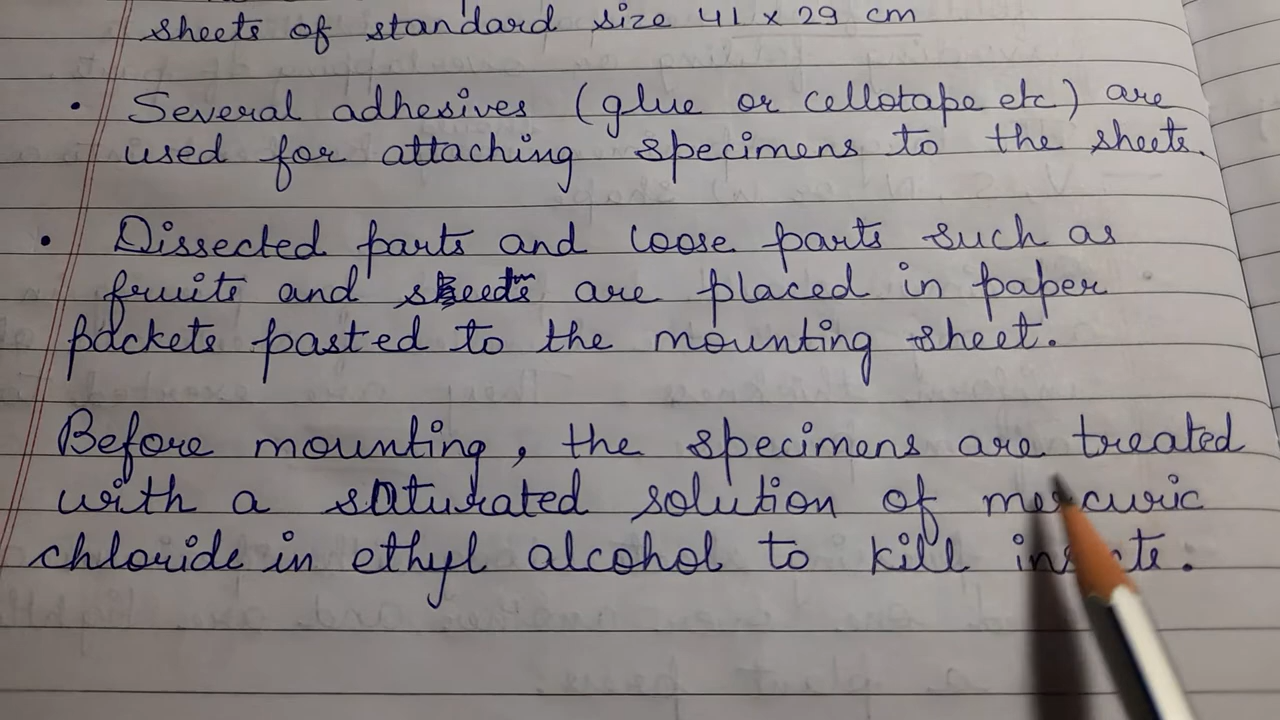 sheets of standard size 41 x 29 cm
• Several adhesives (glue or cellotape etc) are
used for attaching specimens to the sheets.
• Dissected parts and loose parts such as
fruits and seeds are placed in paper
packets pasted to the mounting sheet.
Before mounting, the specimens are treated
with a saturated solution of mercuric
chloride in ethyl alcohol to kill insects.